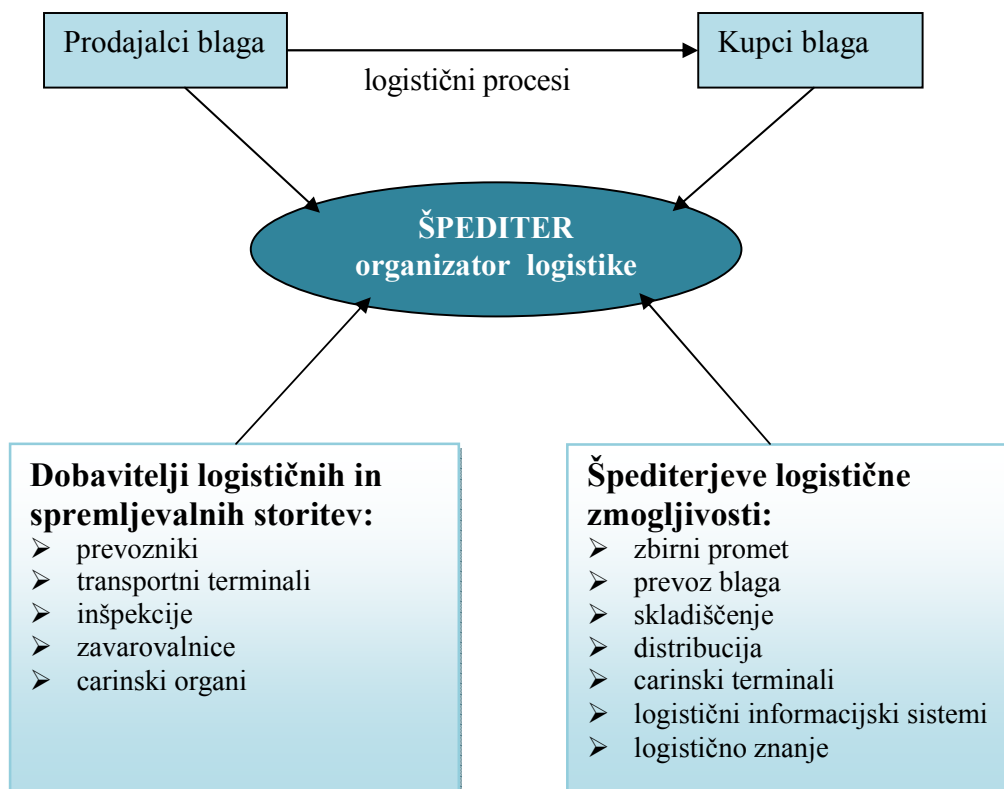 Prodajalci blaga
Kupci blaga
logistični procesi
ŠPEDITER
organizator logistike
Dobavitelji logističnih in
spremljevalnih storitev:
➢ prevozniki
➢ transportni terminali
➢ inšpekcije
➢ zavarovalnice
➢ carinski organi
Špediterjeve logistične
zmogljivosti:
➢ zbirni promet
➢ prevoz blaga
➢ skladiščenje
➢ distribucija
➢ carinski terminali
➢ logistični informacijski sistemi
➢ logistično znanje